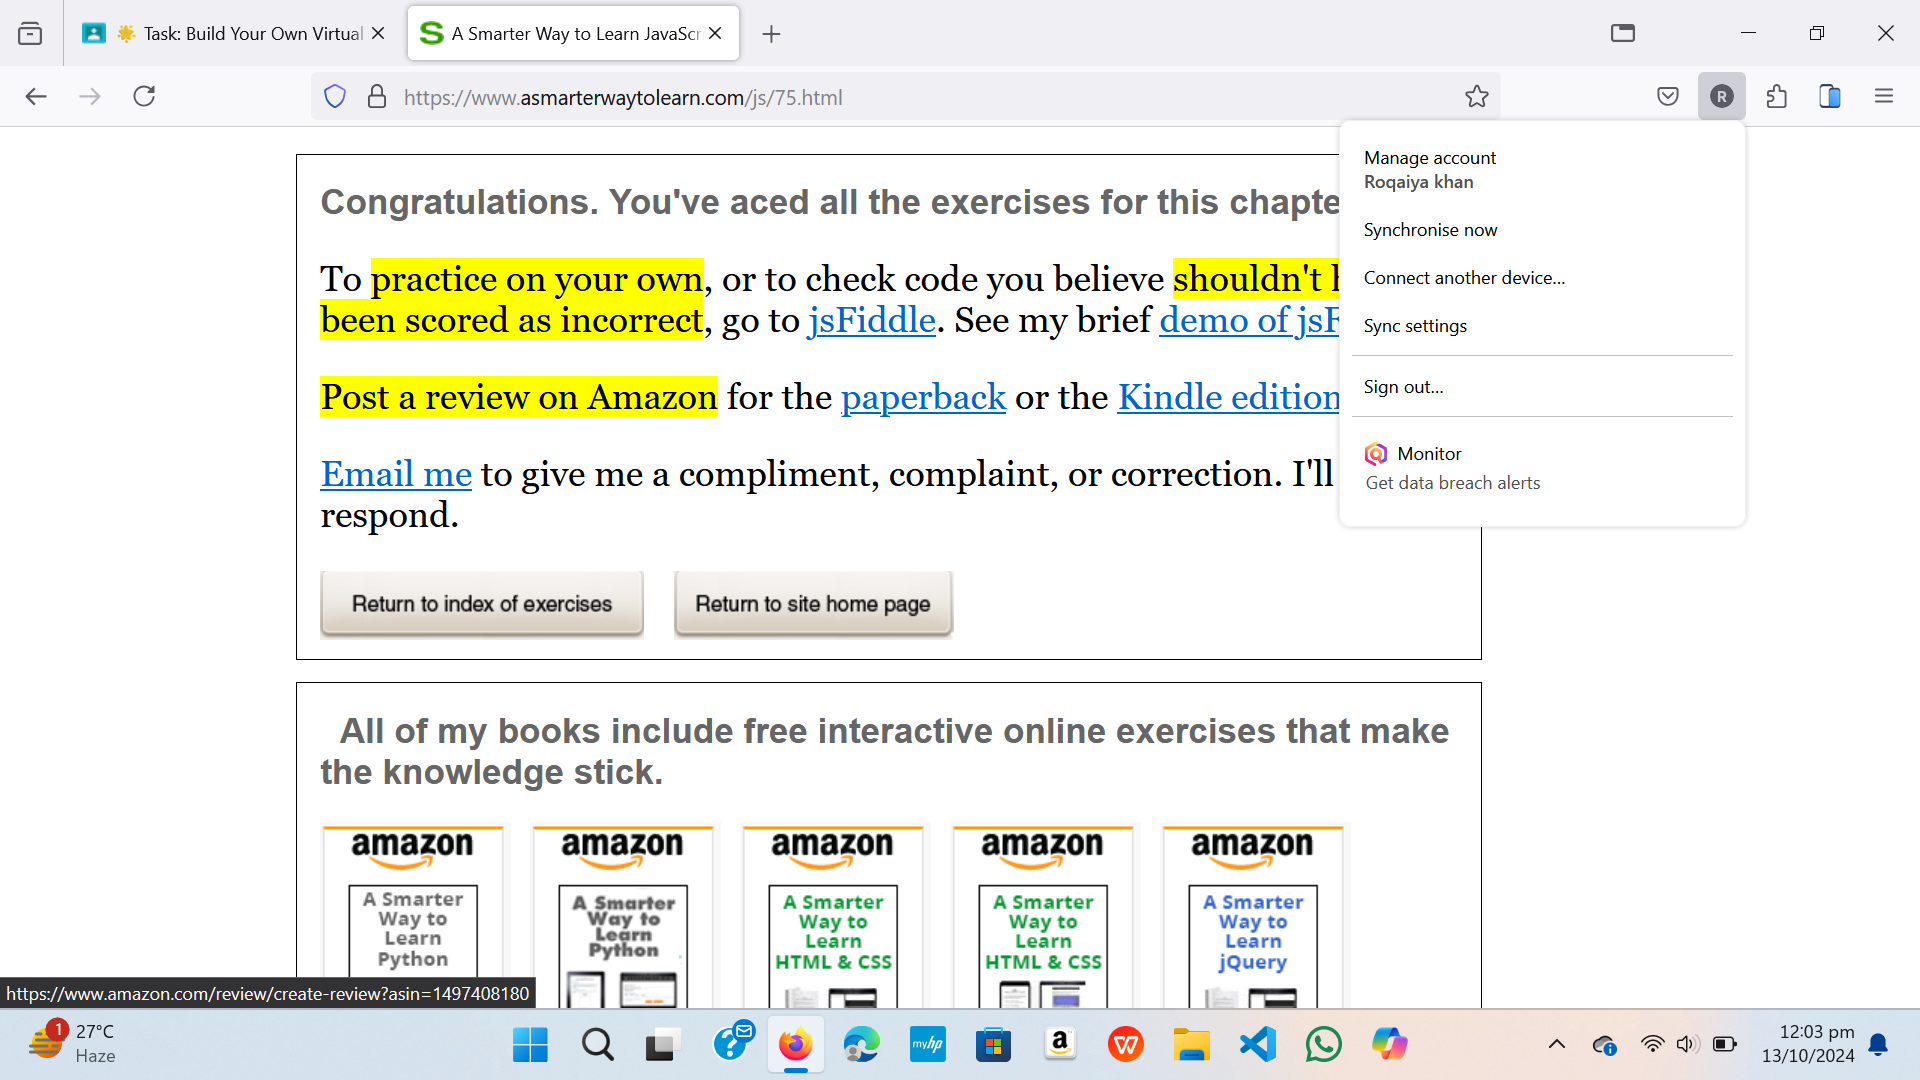 Task: Build Your Own Virtual
A Smarter Way to Learn JavaScri
https://www.asmarterwaytolearn.com/js/75.html
R
Manage account
Roqaiya khan
Synchronise now
Connect another device...
Sync settings
Sign out...
Monitor
Get data breach alerts
Congratulations. You've aced all the exercises for this chapte
To practice on your own, or to check code you believe shouldn't h
been scored as incorrect, go to jsFiddle. See my brief demo of jsF
Post a review on Amazon for the paperback or the Kindle edition
Email me to give me a compliment, complaint, or correction. I'll
respond.
Return to index of exercises
Return to site home page
All of my books include free interactive online exercises that make
the knowledge stick.
amazon
A Smarter
Way to
Learn
Python
amazon
A Smarter
Way to
Learn
Python
amazon
A Smarter
Way to
Learn
HTML & CSS
amazon
A Smarter
Way to
Learn
HTML & CSS
amazon
A Smarter
Way to
Learn
jQuery
https://www.amazon.com/review/create-review?asin=1497408180
1
27°C
Haze
myhp
a
W
12:03 pm
13/10/2024